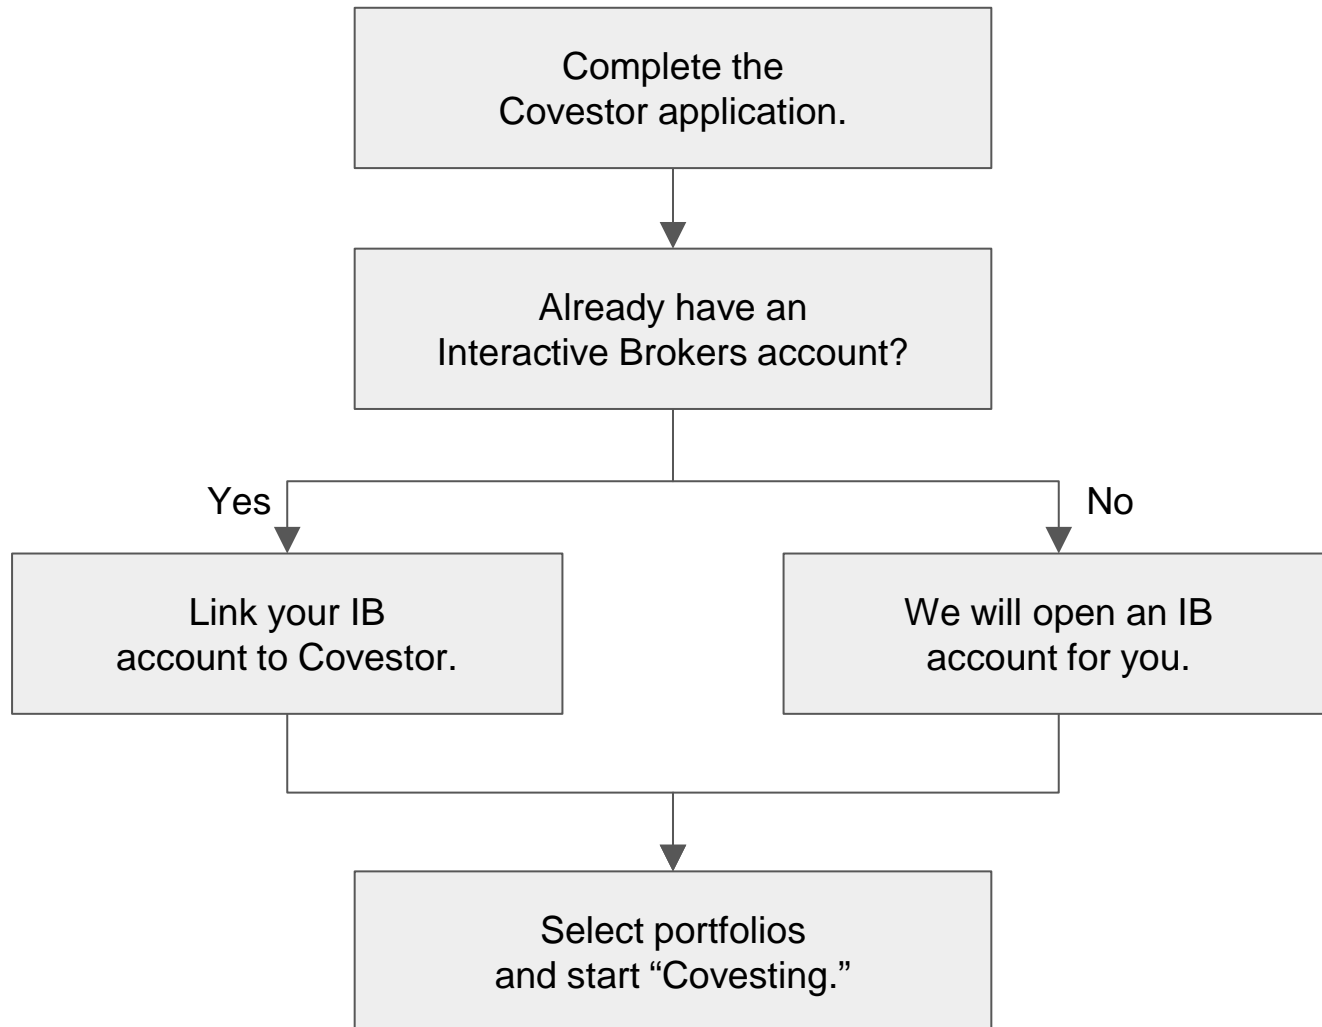 Complete the
Covestor application.
Already have an
Interactive Brokers account?
Yes
No
Link your IB
account to Covestor.
We will open an IB
account for you.
Select portfolios
and start “Covesting.”